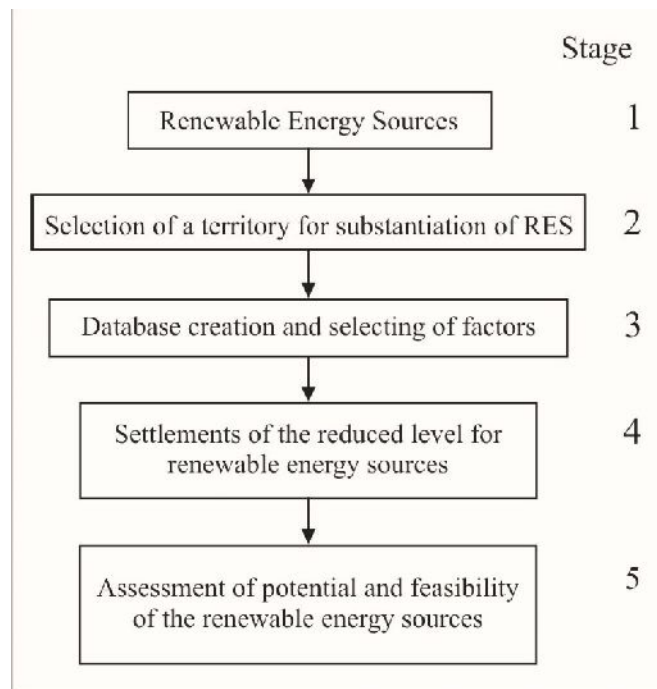 Stage
Renewable Energy Sources 1
Selection of a territory for substantiation of RES 2
Database creation and selecting of factors 3
Settlements of the reduced level for 4
renewable energy sources
Assessment of potential and feasibility 5
of the renewable energy sources